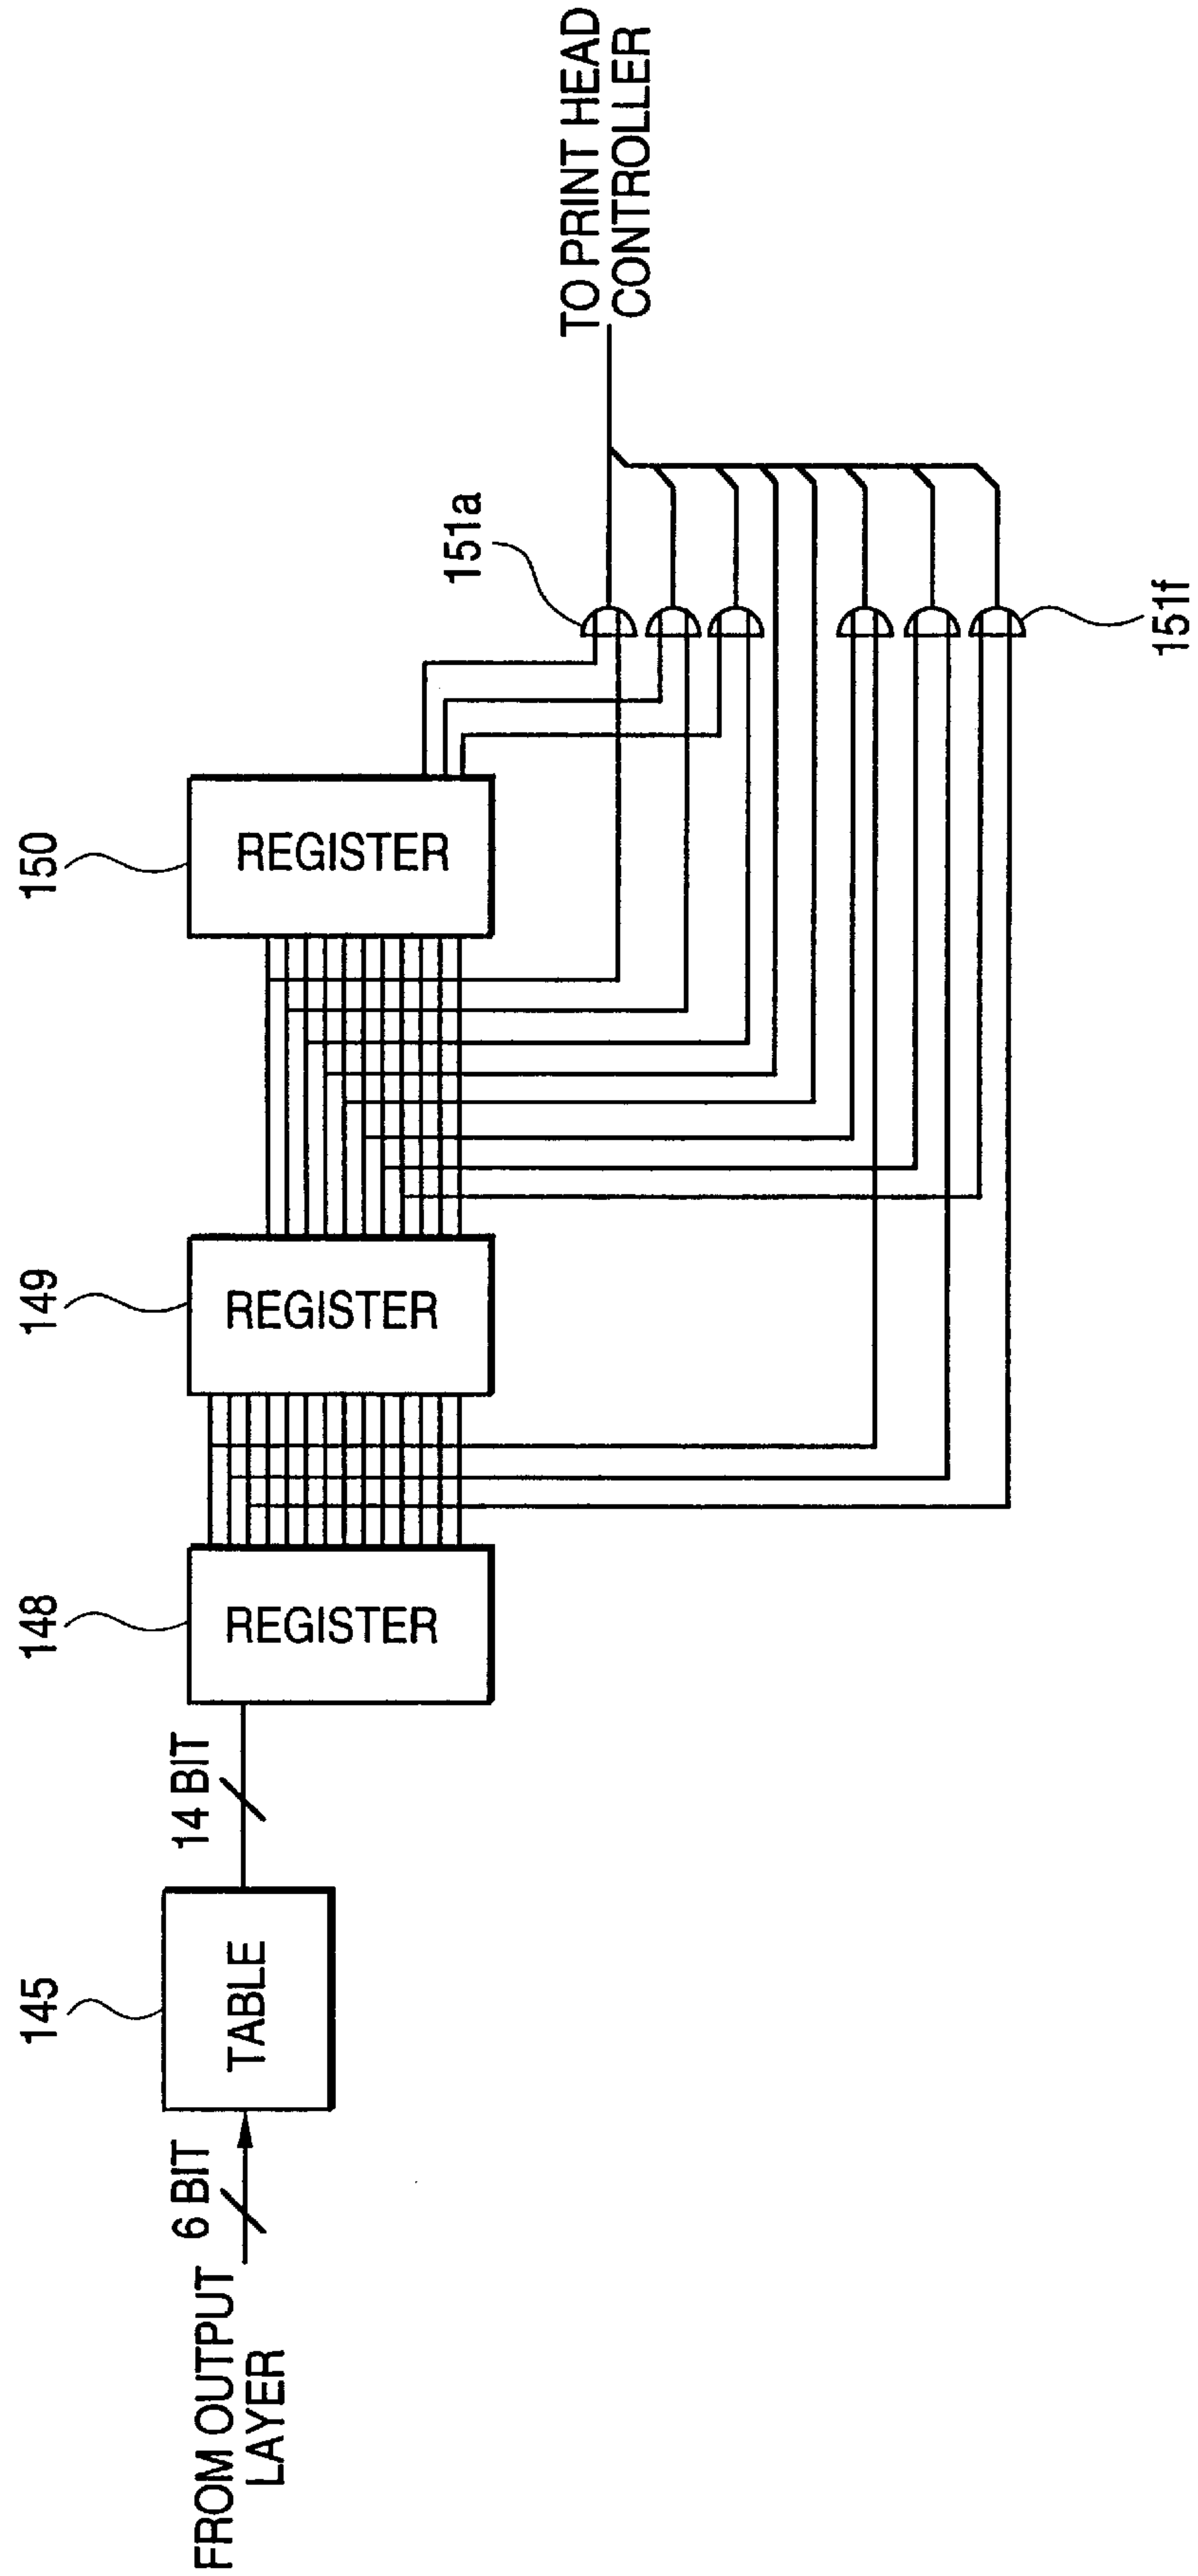 FROM OUTPUT
LAYER
6 BIT
145
TABLE
14 BIT
148
REGISTER
149
REGISTER
150
REGISTER
151a
151f
TO PRINT HEAD
CONTROLLER